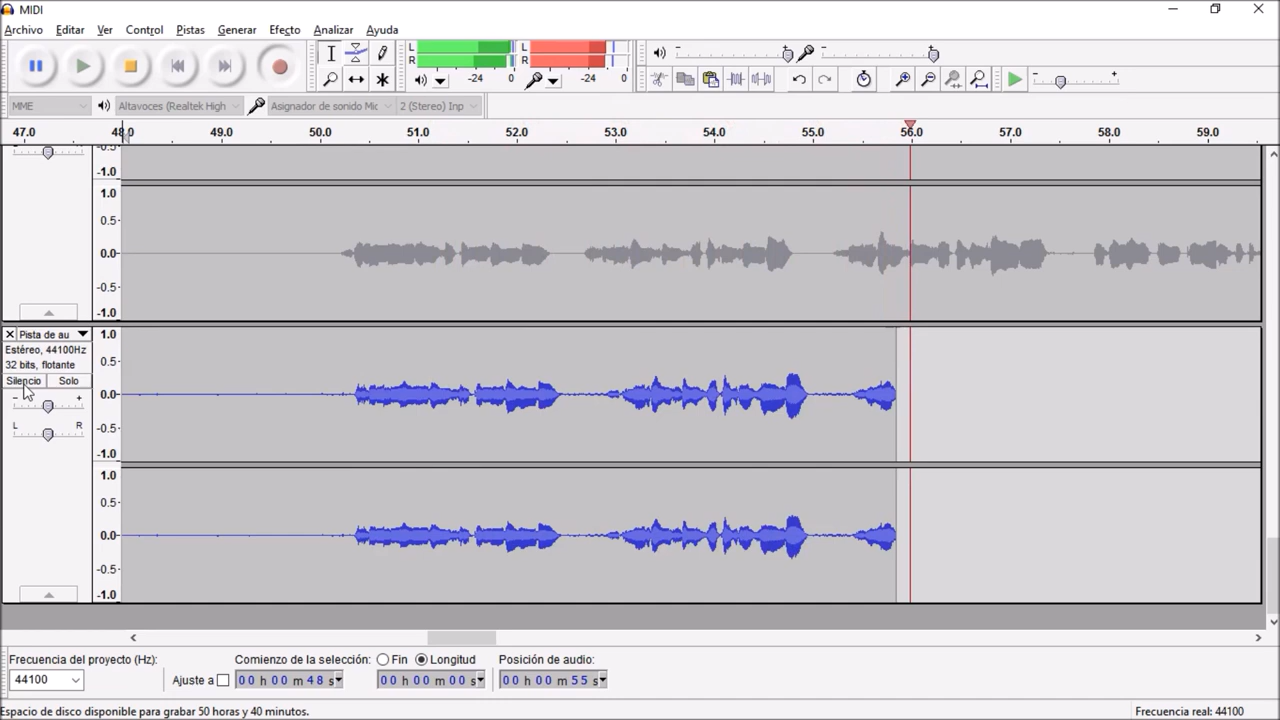 MIDI
Archivo Editar Ver Control Pistas Generar Efecto Analizar Ayuda
L L
R -24 0 R -24 0
MME Altavoces (Realtek High Asignador de sonido Mic 2 (Stereo) Inp
47.0 48.0 49.0 50.0 51.0 52.0 53.0 54.0 55.0 56.0 57.0 58.0 59.0
-0.5
-1.0
1.0
0.5
0.0
-0.5
-1.0
Pista de au 1.0
Estéreo, 44100Hz
32 bits, flotante 0.5
Silencio Solo
- + 0.0
L R -0.5
-1.0
1.0
0.5
0.0
-0.5
-1.0
Frecuencia del proyecto (Hz): Comienzo de la selección: Fin Longitud Posición de audio:
44100 Ajuste a 00 h 00 m 48 s 00 h 00 m 00 s 00 h 00 m 55 s
Espacio de disco disponible para grabar 50 horas y 40 minutos. Frecuencia real: 44100